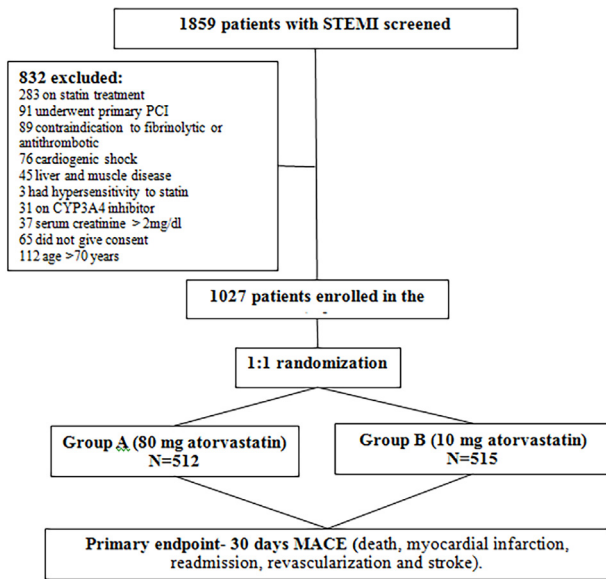 1859 patients with STEMI screened
832 excluded:
283 on statin treatment
91 underwent primary PCI
89 contraindication to fibrinolytic or
antithrombotic
76 cardiogenic shock
45 liver and muscle disease
3 had hypersensitivity to statin
31 on CYP3A4 inhibitor
37 serum creatinine > 2mg/dl
65 did not give consent
112 age >70 years
1027 patients enrolled in the
1:1 randomization
Group A (80 mg atorvastatin)
N=512
Group B (10 mg atorvastatin)
N=515
Primary endpoint- 30 days MACE (death, myocardial infarction,
readmission, revascularization and stroke).